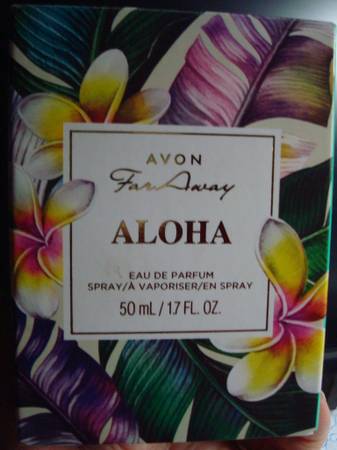 AVON
Far Away
ALOHA
EAU DE PARFUM
SPRAY/À VAPORISER/EN SPRAY
50 mL / 1.7 FL. OZ.